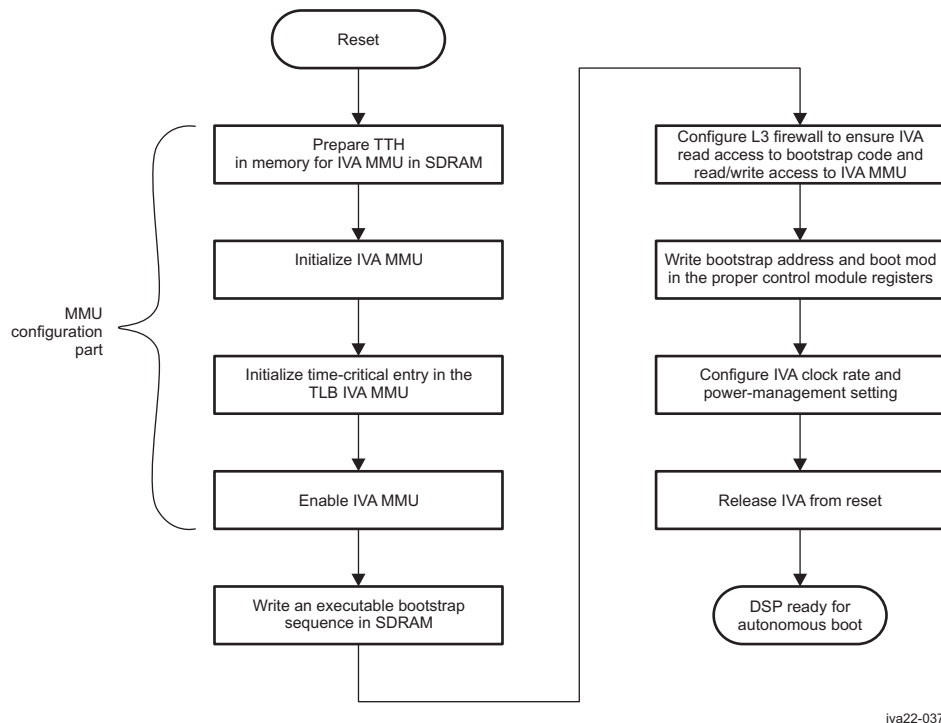 Reset
Prepare TTH
in memory for IVA MMU in SDRAM
Initialize IVA MMU
MMU
configuration
part
Initialize time-critical entry in the
TLB IVA MMU
Enable IVA MMU
Write an executable bootstrap
sequence in SDRAM
Configure L3 firewall to ensure IVA
read access to bootstrap code and
read/write access to IVA MMU
Write bootstrap address and boot mod
in the proper control module registers
Configure IVA clock rate and
power-management setting
Release IVA from reset
DSP ready for
autonomous boot
iva22-037